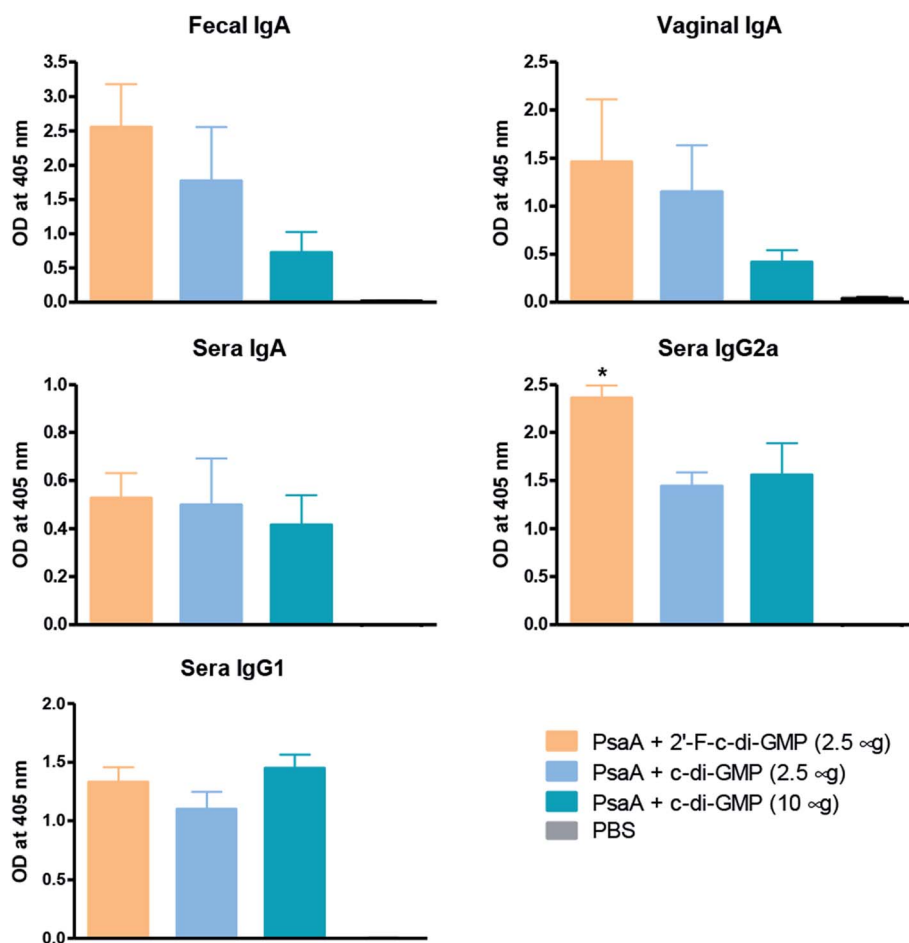 Fecal IgA
OD at 405 nm
3.5
3.0
2.5
2.0
1.5
1.0
0.5
0.0
Vaginal IgA
OD at 405 nm
2.5
2.0
1.5
1.0
0.5
0.0
Sera IgA
OD at 405 nm
1.0
0.8
0.6
0.4
0.2
0.0
Sera IgG2a
OD at 405 nm
2.5
2.0
1.5
1.0
0.5
0.0
*
Sera IgG1
OD at 405 nm
2.0
1.5
1.0
0.5
0.0
PsaA + 2'-F-c-di-GMP (2.5 ∝g)
PsaA + c-di-GMP (2.5 ∝g)
PsaA + c-di-GMP (10 ∝g)
PBS